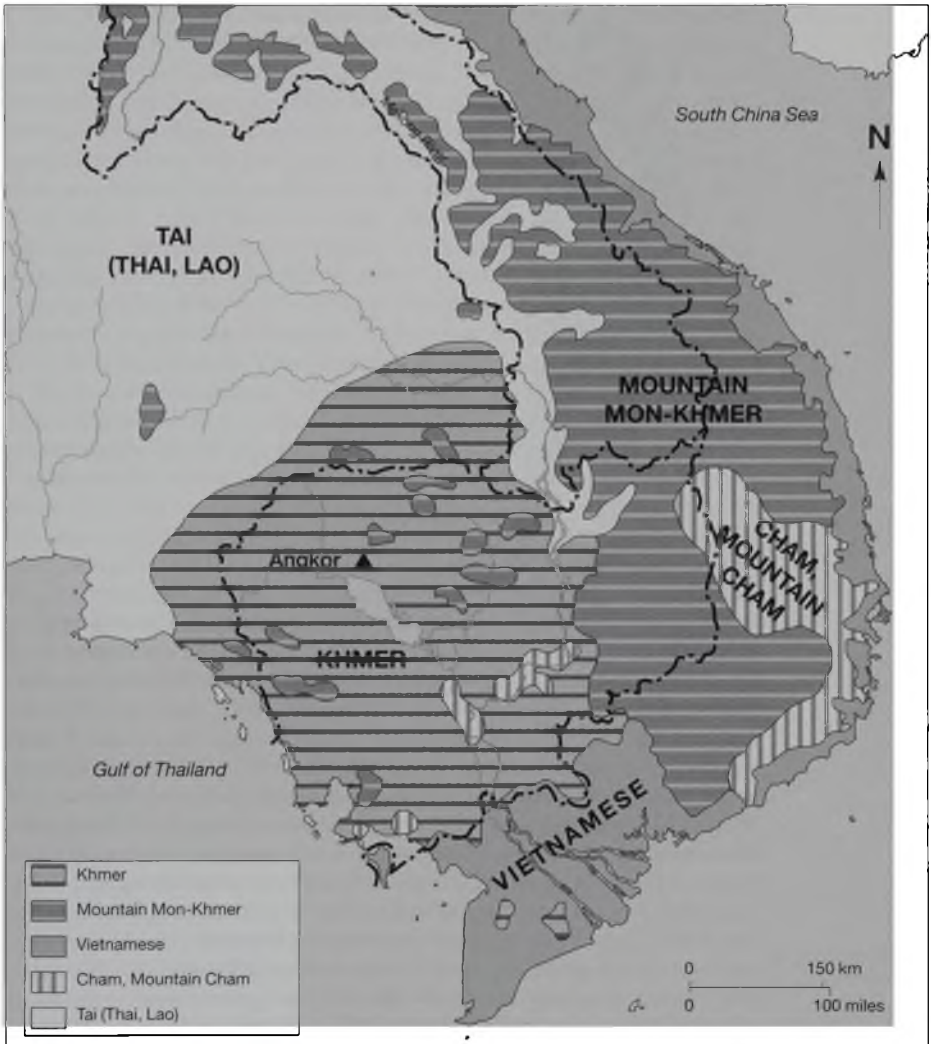 South China Sea
N
TAI
(THAI, LAO)
MOUNTAIN
MON-KHMER
CHAM,
MOUNTAIN
CHAM
Angkor
KHMER
Gulf of Thailand
VIETNAMESE
Khmer
Mountain Mon-Khmer
Vietnamese
Cham, Mountain Cham
Tai (Thai, Lao)
0 150 km
0 100 miles